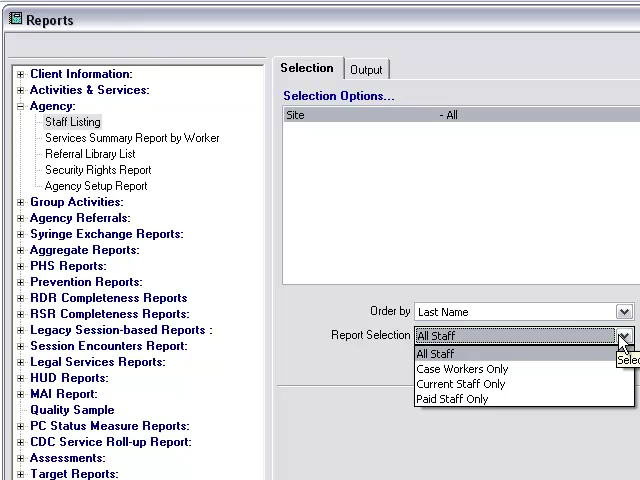 Reports
Client Information:
Activities & Services:
Agency:
Staff Listing
Services Summary Report by Worker
Referral Library List
Security Rights Report
Agency Setup Report
Group Activities:
Agency Referrals:
Syringe Exchange Reports:
Aggregate Reports:
PHS Reports:
Prevention Reports:
RDR Completeness Reports
RSR Completeness Reports:
Legacy Session-based Reports :
Session Encounters Report:
Legal Services Reports:
HUD Reports:
MAI Report:
Quality Sample
PC Status Measure Reports:
CDC Service Roll-up Report:
Assessments:
Target Reports:
Selection
Output
Selection Options...
Site - All
Order by Last Name
Report Selection All Staff
All Staff
Case Workers Only
Current Staff Only
Paid Staff Only